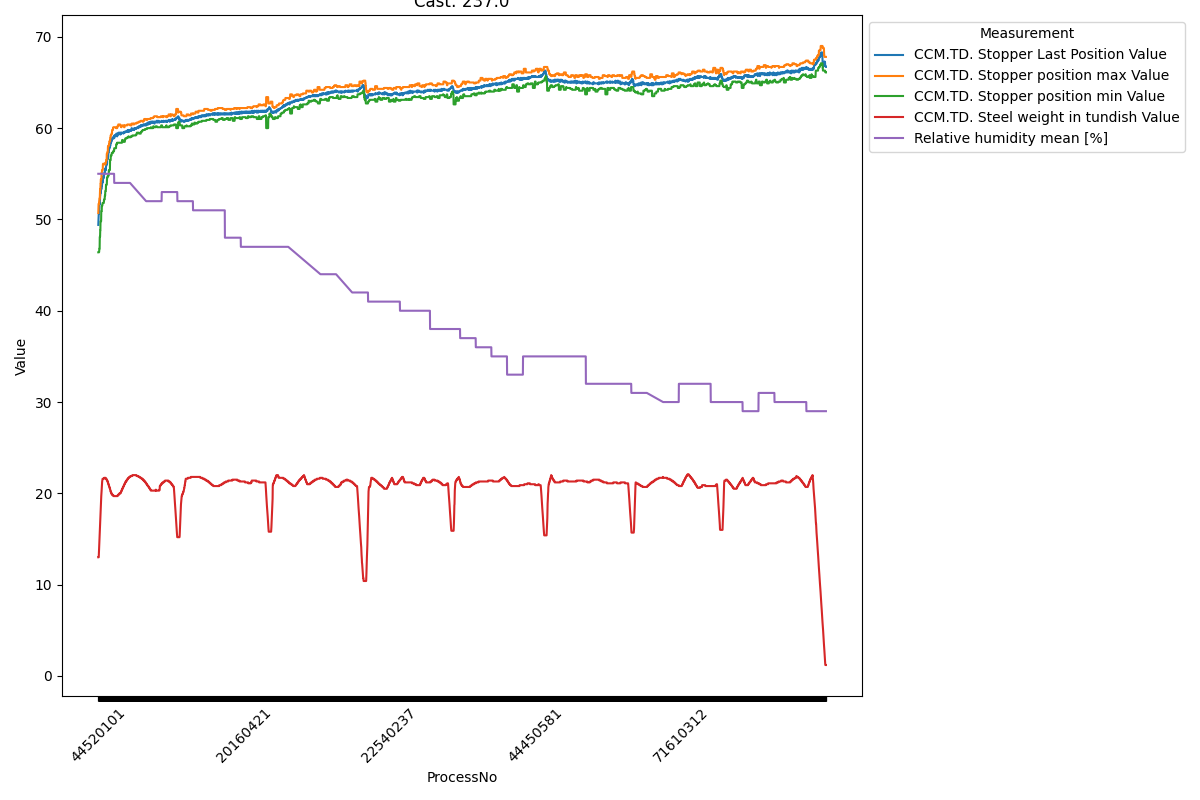 Cast: 237.0
Measurement
CCM.TD. Stopper Last Position Value
CCM.TD. Stopper position max Value
CCM.TD. Stopper position min Value
CCM.TD. Steel weight in tundish Value
Relative humidity mean [%]
70
60
50
40
30
20
10
0
Value
44520101
20160421
22540237
44450581
71610312
ProcessNo